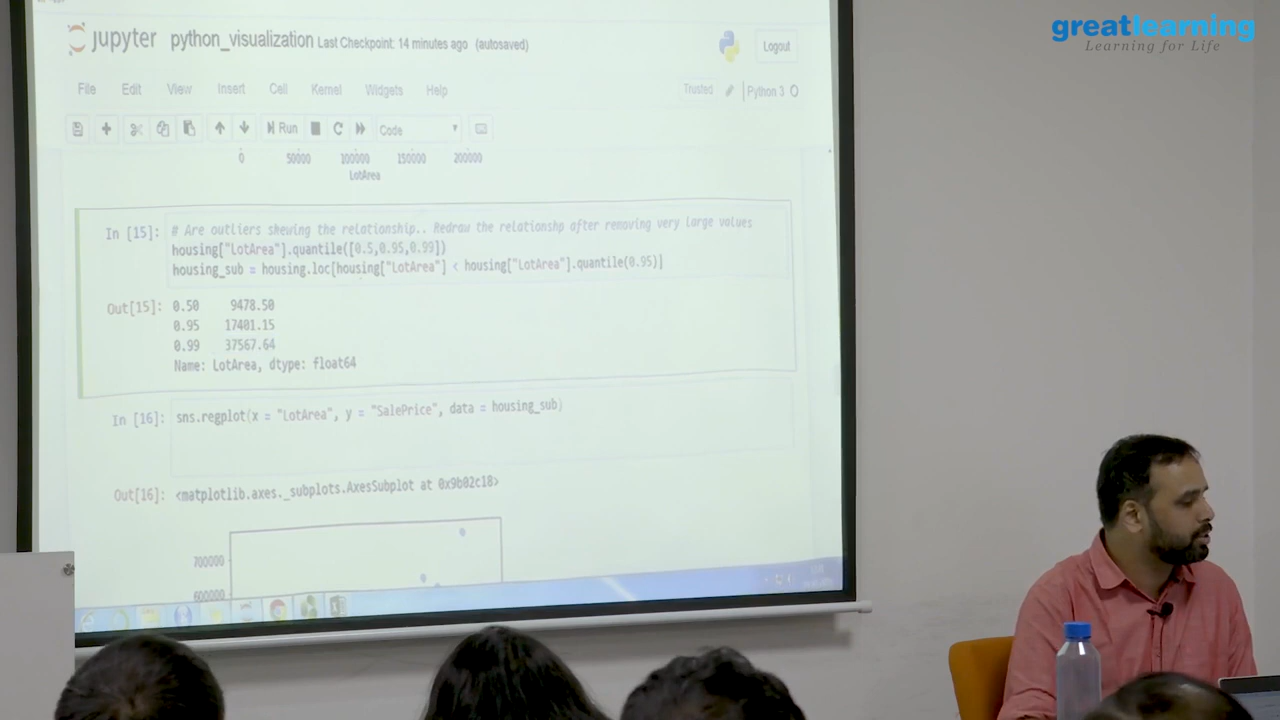 greatlearning
Learning for Life
jupyter python_visualization Last Checkpoint: 14 minutes ago (autosaved)
Logout
File Edit View Insert Cell Kernel Widgets Help
Trusted Python 3
Run Code
0 50000 100000 150000 200000
LotArea
In [15]: # Are outliers skewing the relationship.. Redraw the relationshp after removing very large values
housing["LotArea"].quantile([0.5,0.95,0.99])
housing_sub = housing.loc[housing["LotArea"] < housing["LotArea"].quantile(0.95)]
Out[15]: 0.50 9478.50
0.95 17401.15
0.99 37567.64
Name: LotArea, dtype: float64
In [16]: sns.regplot(x = "LotArea", y = "SalePrice", data = housing_sub)
Out[16]: <matplotlib.axes._subplots.AxesSubplot at 0x9b02c18>
700000
600000